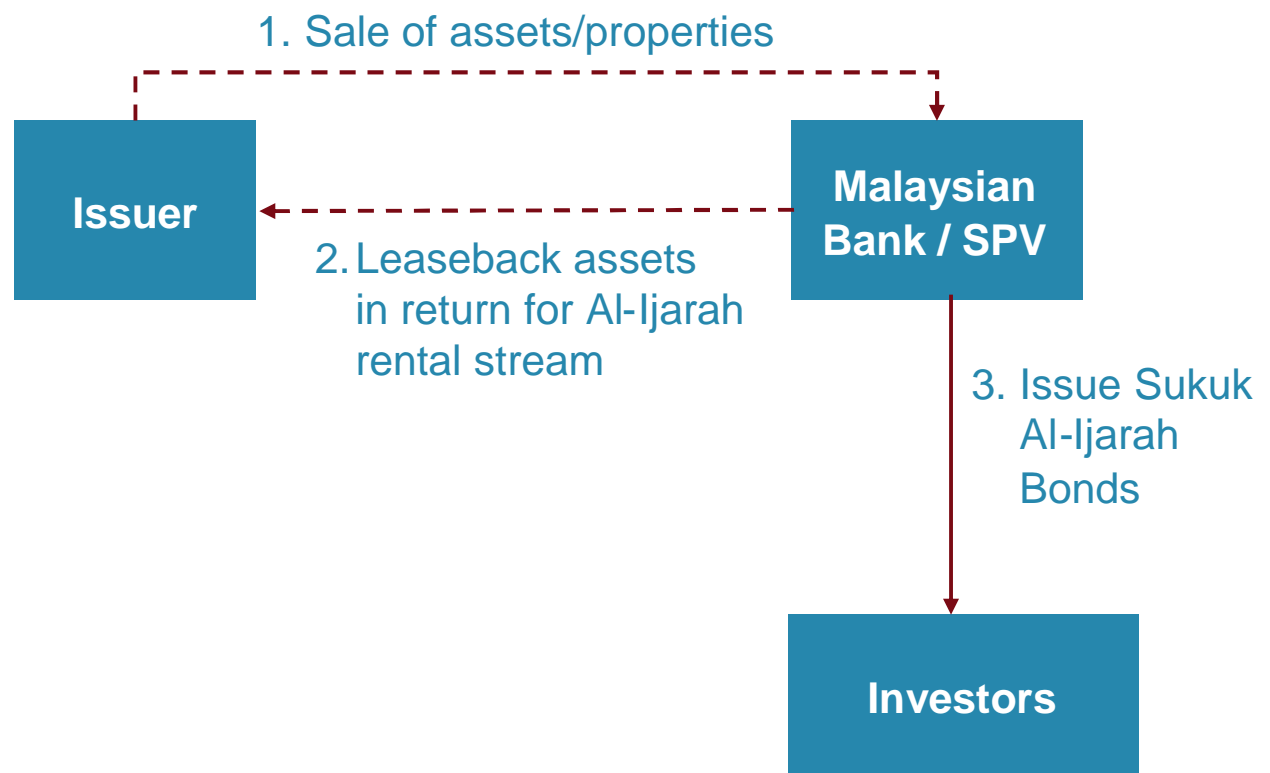 1. Sale of assets/properties
Issuer
Malaysian
Bank / SPV
2. Leaseback assets
in return for Al-Ijarah
rental stream
3. Issue Sukuk
Al-Ijarah
Bonds
Investors